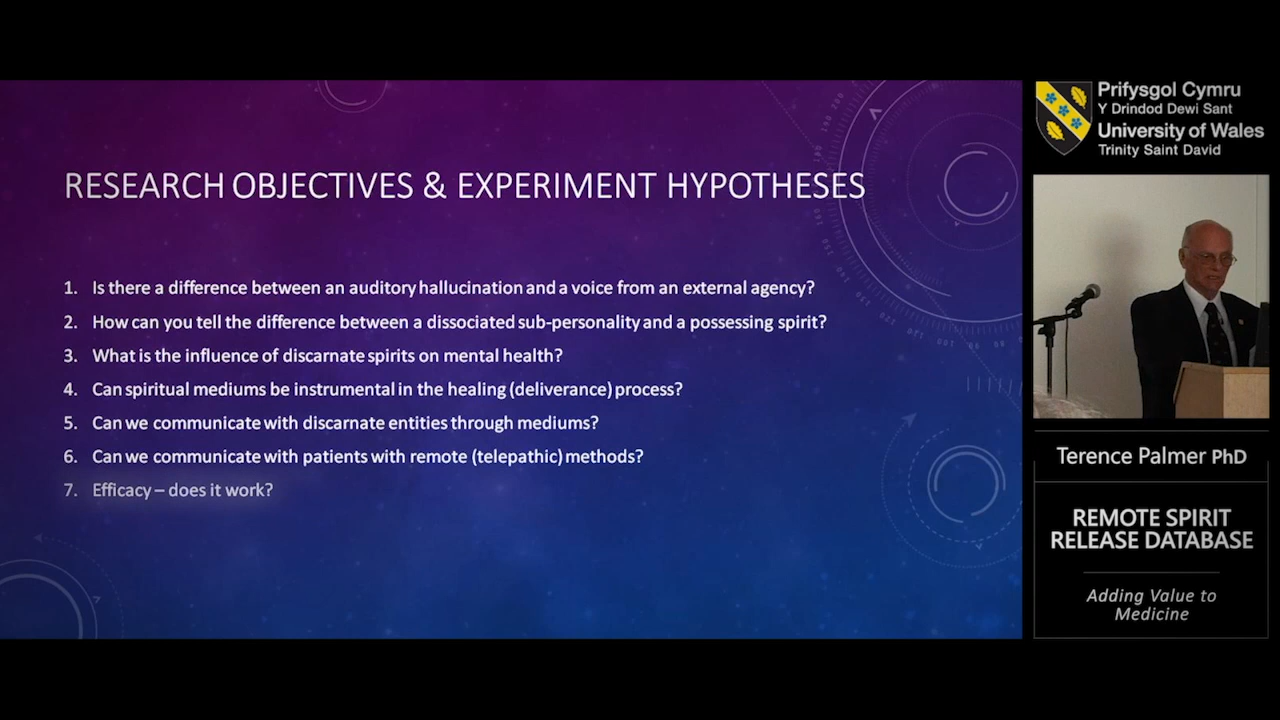 RESEARCH OBJECTIVES & EXPERIMENT HYPOTHESES
1. Is there a difference between an auditory hallucination and a voice from an external agency?
2. How can you tell the difference between a dissociated sub-personality and a possessing spirit?
3. What is the influence of discarnate spirits on mental health?
4. Can spiritual mediums be instrumental in the healing (deliverance) process?
5. Can we communicate with discarnate entities through mediums?
6. Can we communicate with patients with remote (telepathic) methods?
7. Efficacy – does it work?
Prifysgol Cymru
Y Drindod Dewi Sant
University of Wales
Trinity Saint David
Terence Palmer PhD
REMOTE SPIRIT
RELEASE DATABASE
Adding Value to
Medicine